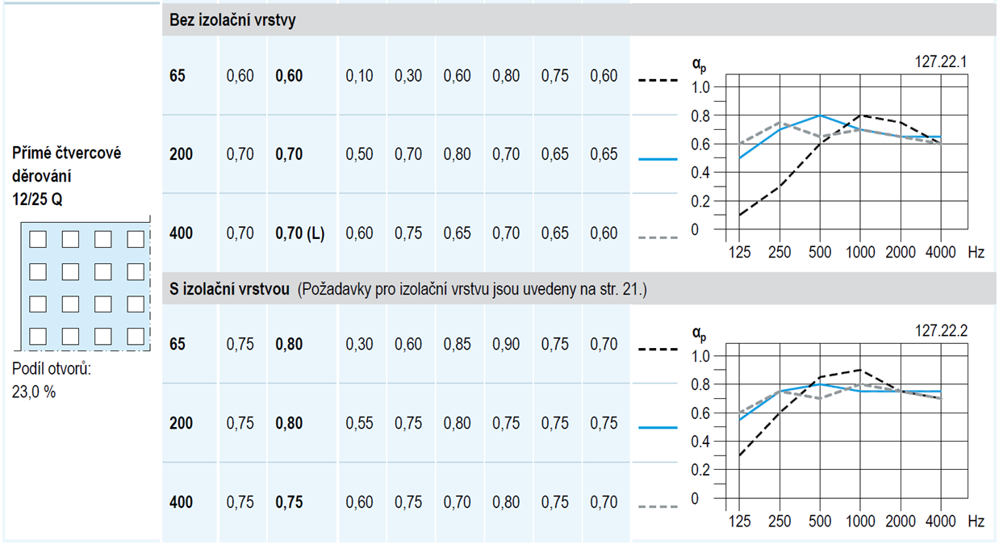 Bez izolační vrstvy
Přímé čtvercové
děrování
12/25 Q
Podíl otvorů:
23,0 %
65 0,60 0,60 0,10 0,30 0,60 0,80 0,75 0,60
200 0,70 0,70 0,50 0,70 0,80 0,70 0,65 0,65
400 0,70 0,70 (L) 0,60 0,75 0,65 0,70 0,65 0,60
αp 127.22.1
1.0
0.8
0.6
0.4
0.2
0
125 250 500 1000 2000 4000 Hz
S izolační vrstvou (Požadavky pro izolační vrstvu jsou uvedeny na str. 21.)
65 0,75 0,80 0,30 0,60 0,85 0,90 0,75 0,70
200 0,75 0,80 0,55 0,75 0,80 0,75 0,75 0,75
400 0,75 0,75 0,60 0,75 0,70 0,80 0,75 0,70
αp 127.22.2
1.0
0.8
0.6
0.4
0.2
0
125 250 500 1000 2000 4000 Hz